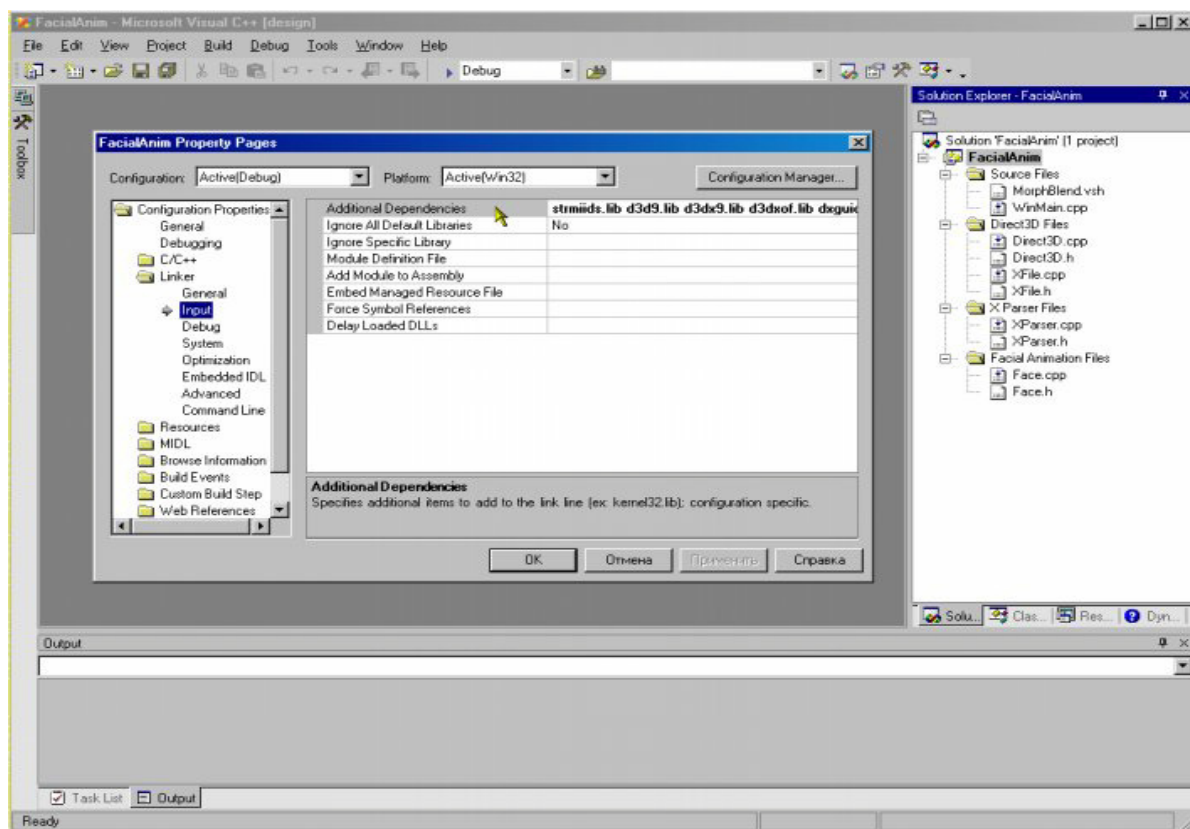 FacialAnim - Microsoft Visual C++ [design]
File Edit View Project Build Debug Tools Window Help
Debug
Toolbox
FacialAnim Property Pages
Configuration: Active(Debug) Platform: Active(Win32) Configuration Manager...
Configuration Properties
General
Debugging
C/C++
Linker
General
Input
Debug
System
Optimization
Embedded IDL
Advanced
Command Line
Resources
MIDL
Browse Information
Build Events
Custom Build Step
Web References
Additional Dependencies strmiids.lib d3d9.lib d3dx9.lib d3dxof.lib dxguid
Ignore All Default Libraries No
Ignore Specific Library
Module Definition File
Add Module to Assembly
Embed Managed Resource File
Force Symbol References
Delay Loaded DLLs
Additional Dependencies
Specifies additional items to add to the link line (ex: kernel32.lib); configuration specific.
OK Отмена Применить Справка
Solution Explorer - FacialAnim
Solution 'FacialAnim' (1 project)
FacialAnim
Source Files
MorphBlend.vsh
WinMain.cpp
Direct3D Files
Direct3D.cpp
Direct3D.h
XFile.cpp
XFile.h
X Parser Files
XParser.cpp
XParser.h
Facial Animation Files
Face.cpp
Face.h
Solu... Clas... Res... Dyn...
Output
Task List Output
Ready